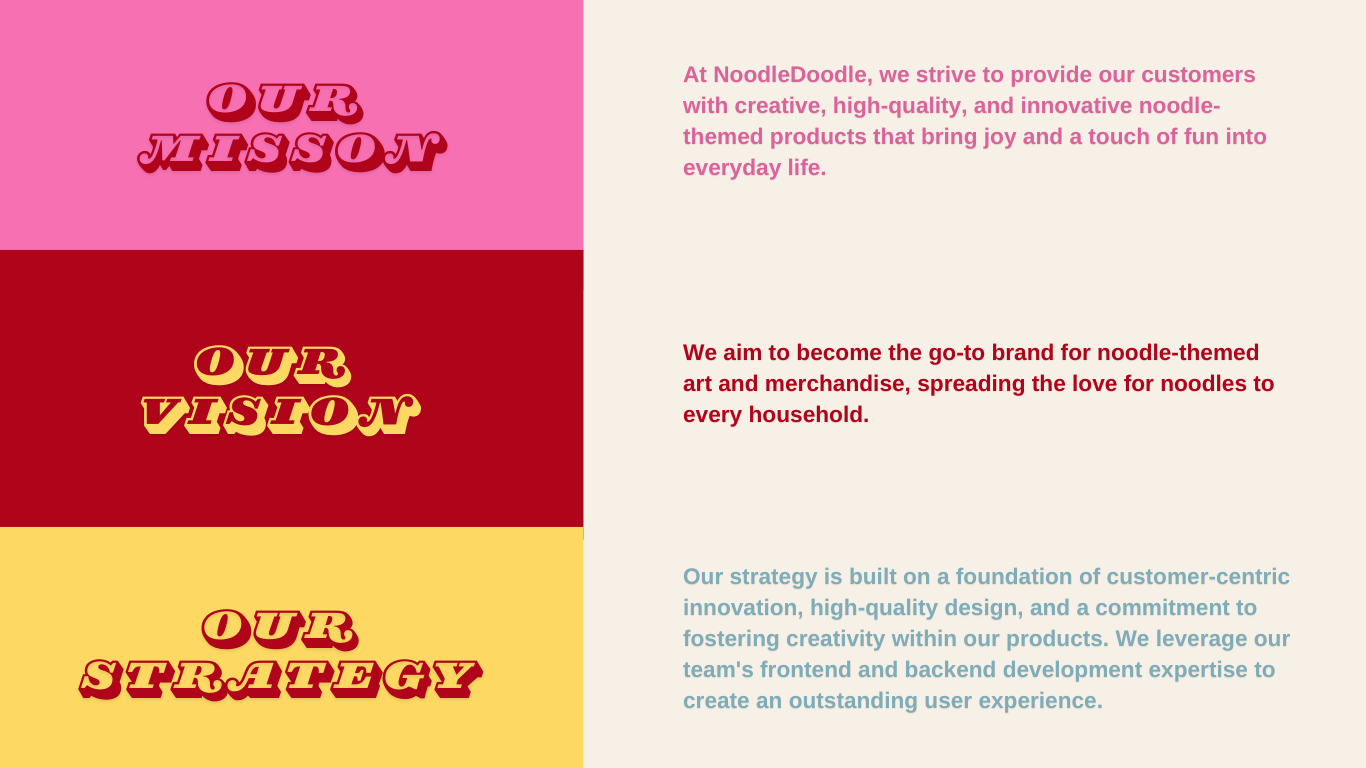 OUR
MISSON
At NoodleDoodle, we strive to provide our customers
with creative, high-quality, and innovative noodle-
themed products that bring joy and a touch of fun into
everyday life.
OUR
VISION
We aim to become the go-to brand for noodle-themed
art and merchandise, spreading the love for noodles to
every household.
OUR
STRATEGY
Our strategy is built on a foundation of customer-centric
innovation, high-quality design, and a commitment to
fostering creativity within our products. We leverage our
team's frontend and backend development expertise to
create an outstanding user experience.